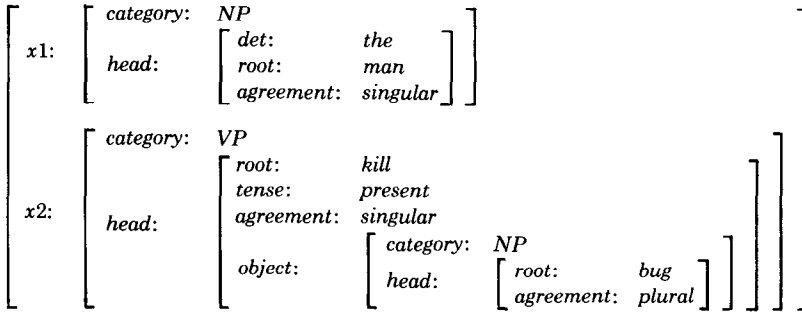 category: NP
x1: head: det: the
root: man
agreement: singular
category: VP
x2: head: root: kill
tense: present
agreement: singular
object: category: NP
head: root: bug
agreement: plural